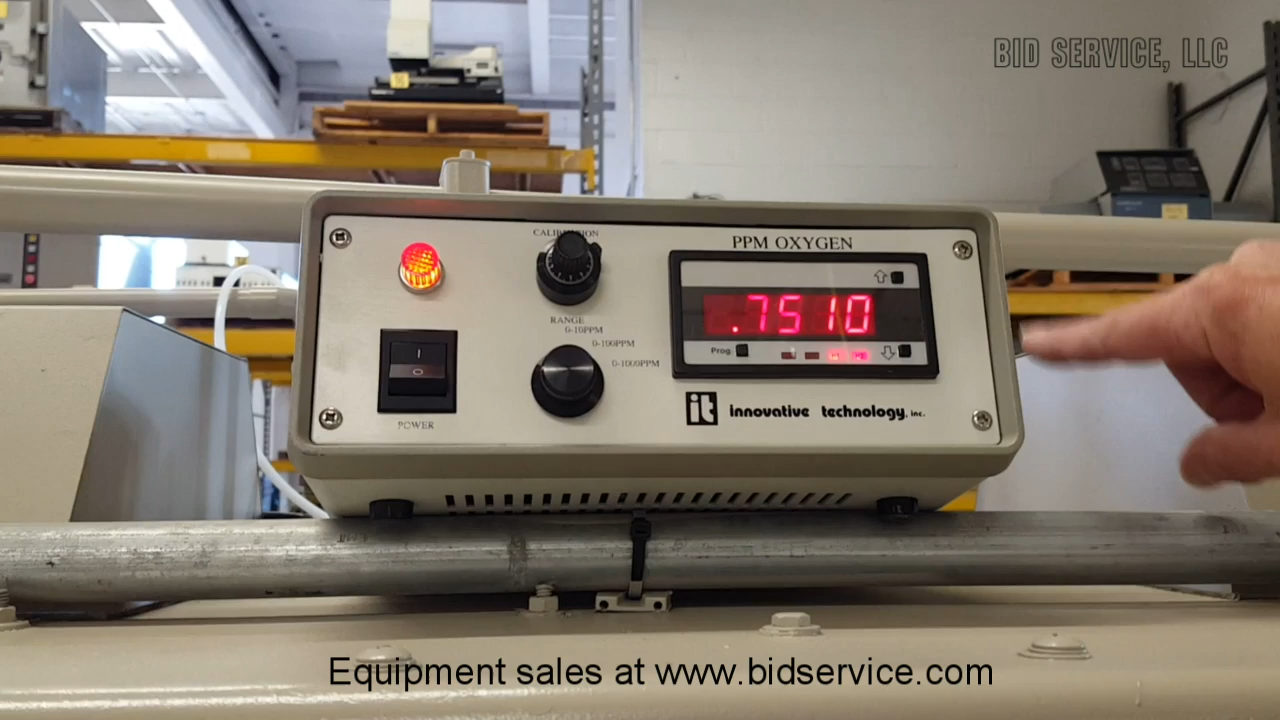 BID SERVICE, LLC
CALIBRATION
PPM OXYGEN
.7510
RANGE
0-10PPM
0-100PPM
0-1000PPM
Prog.
I
O
POWER
it innovative technology, inc.
Equipment sales at www.bidservice.com